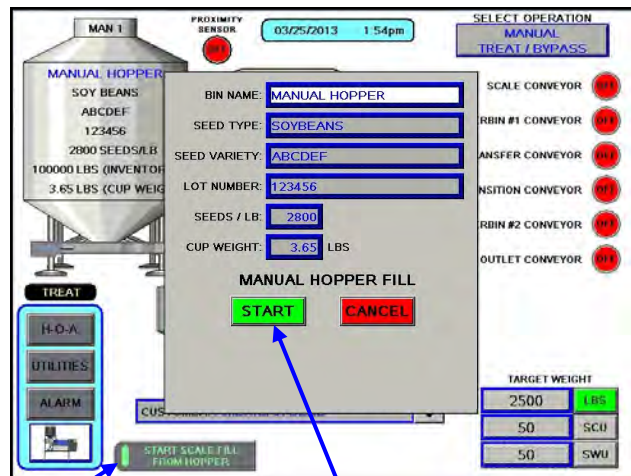 MAN 1
PROXIMITY
SENSOR
OFF
03/25/2013 1:54pm
SELECT OPERATION
MANUAL
TREAT / BYPASS
MANUAL HOPPER
SOY BEANS
ABCDEF
123456
2800 SEEDS/LB
100000 LBS (INVENTOR
3.65 LBS (CUP WEIG
BIN NAME: MANUAL HOPPER
SEED TYPE: SOYBEANS
SEED VARIETY: ABCDEF
LOT NUMBER: 123456
SEEDS / LB: 2800
CUP WEIGHT: 3.65 LBS
MANUAL HOPPER FILL
START CANCEL
SCALE CONVEYOR OFF
RBIN #1 CONVEYOR OFF
ANSFER CONVEYOR OFF
NSITION CONVEYOR OFF
RBIN #2 CONVEYOR OFF
OUTLET CONVEYOR OFF
TREAT
H-O-A
UTILITIES
ALARM
START SCALE FILL
FROM HOPPER
TARGET WEIGHT
2500 LBS
50 SCU
50 SWU